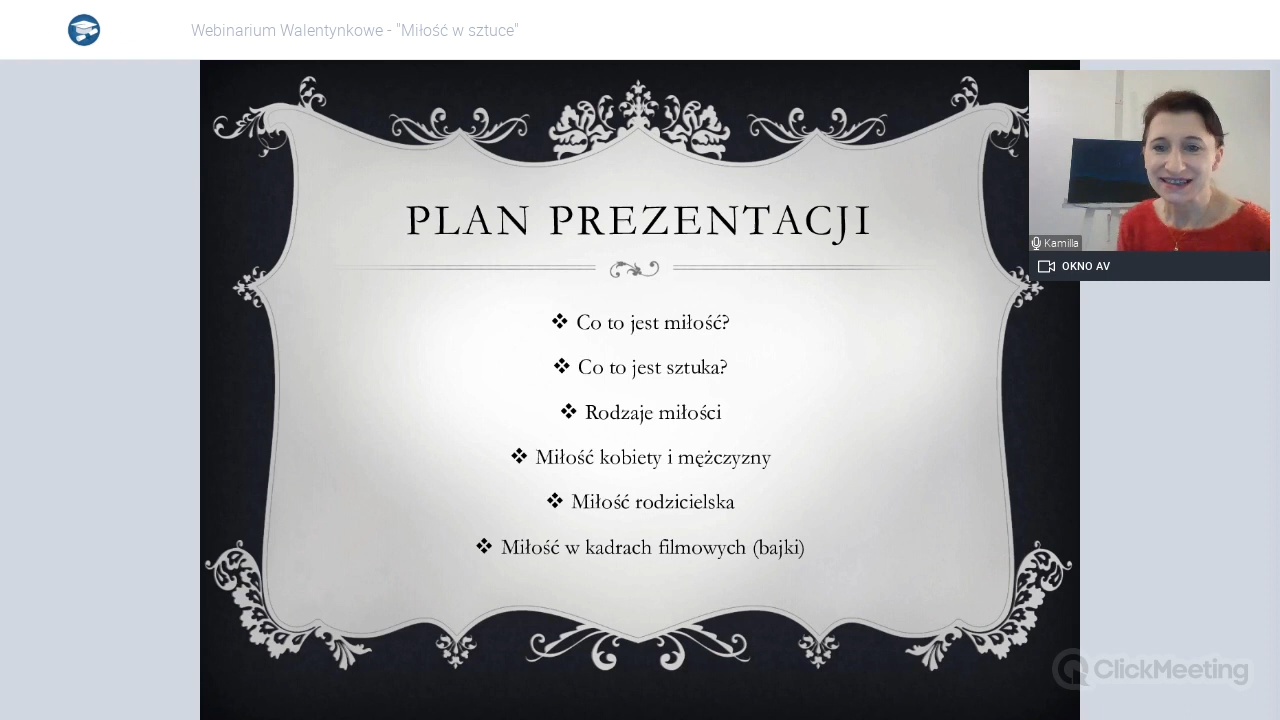 Webinarium Walentynkowe - "Miłość w sztuce"
PLAN PREZENTACJI
❖ Co to jest miłość?
❖ Co to jest sztuka?
❖ Rodzaje miłości
❖ Miłość kobiety i mężczyzny
❖ Miłość rodzicielska
❖ Miłość w kadrach filmowych (bajki)
Kamilla
OKNO AV
ClickMeeting